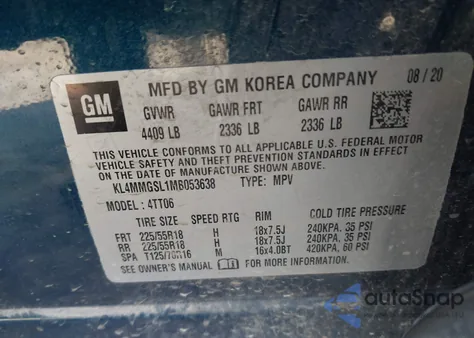 GM
MFD BY GM KOREA COMPANY 08 / 20
GVWR GAWR FRT GAWR RR
4409 LB 2336 LB 2336 LB
THIS VEHICLE CONFORMS TO ALL APPLICABLE U.S. FEDERAL MOTOR
VEHICLE SAFETY AND THEFT PREVENTION STANDARDS IN EFFECT
ON THE DATE OF MANUFACTURE SHOWN ABOVE.
KL4MMGSL1MB053638 TYPE: MPV
MODEL: 4TT06
TIRE SIZE SPEED RTG RIM COLD TIRE PRESSURE
FRT 225/55R18 H 18x7.5J 240KPA, 35 PSI
RR 225/55R18 H 18x7.5J 240KPA, 35 PSI
SPA T125/70R16 M 16x4.0BT 420KPA, 60 PSI
SEE OWNER'S MANUAL FOR MORE INFORMATION.
autoSnap